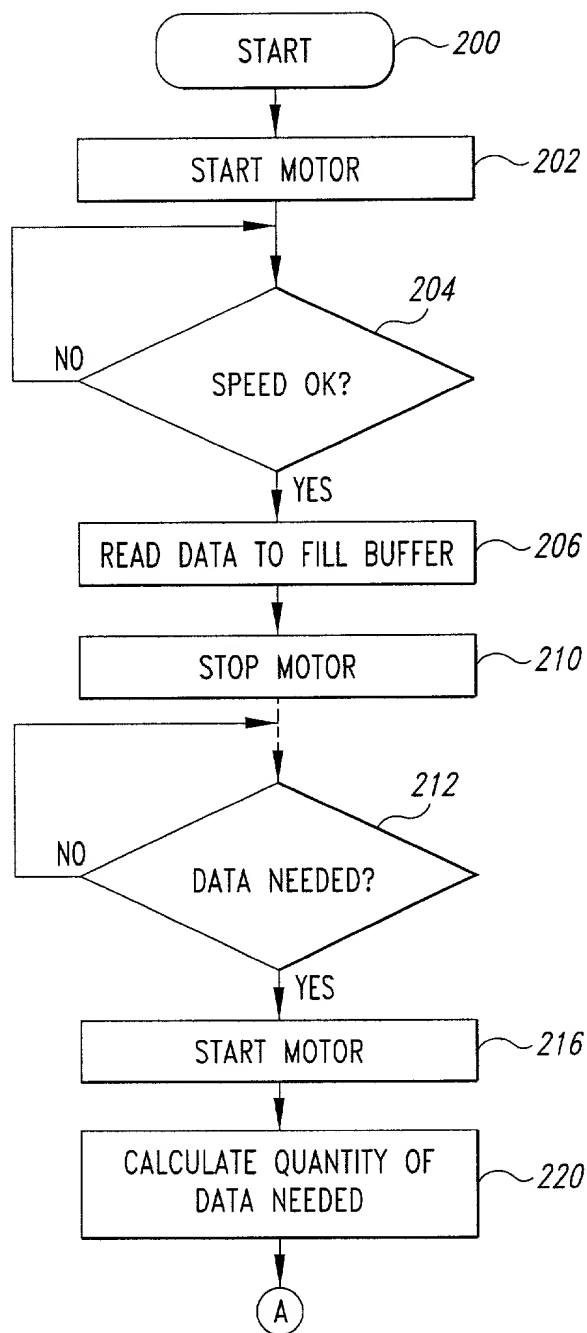 START
200
START MOTOR
202
204
NO
SPEED OK?
YES
READ DATA TO FILL BUFFER
206
STOP MOTOR
210
212
NO
DATA NEEDED?
YES
START MOTOR
216
CALCULATE QUANTITY OF
DATA NEEDED
220
A